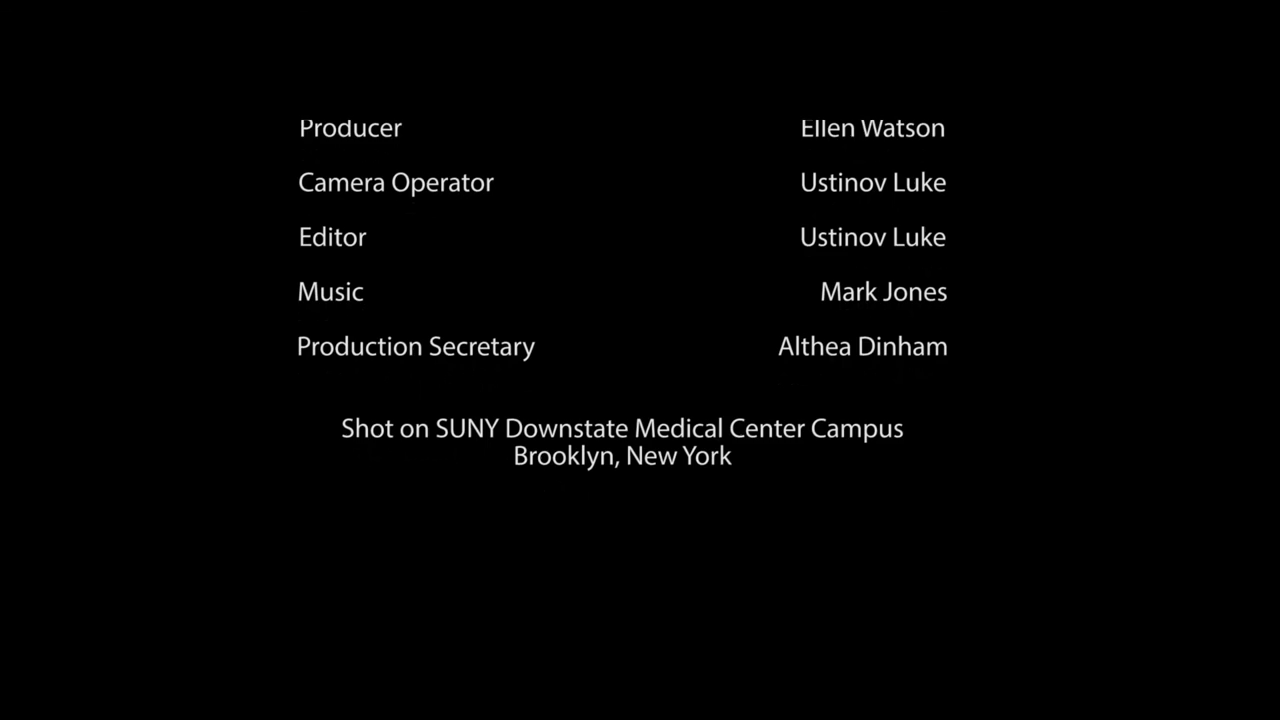 Producer Ellen Watson
Camera Operator Ustinov Luke
Editor Ustinov Luke
Music Mark Jones
Production Secretary Althea Dinham
Shot on SUNY Downstate Medical Center Campus
Brooklyn, New York